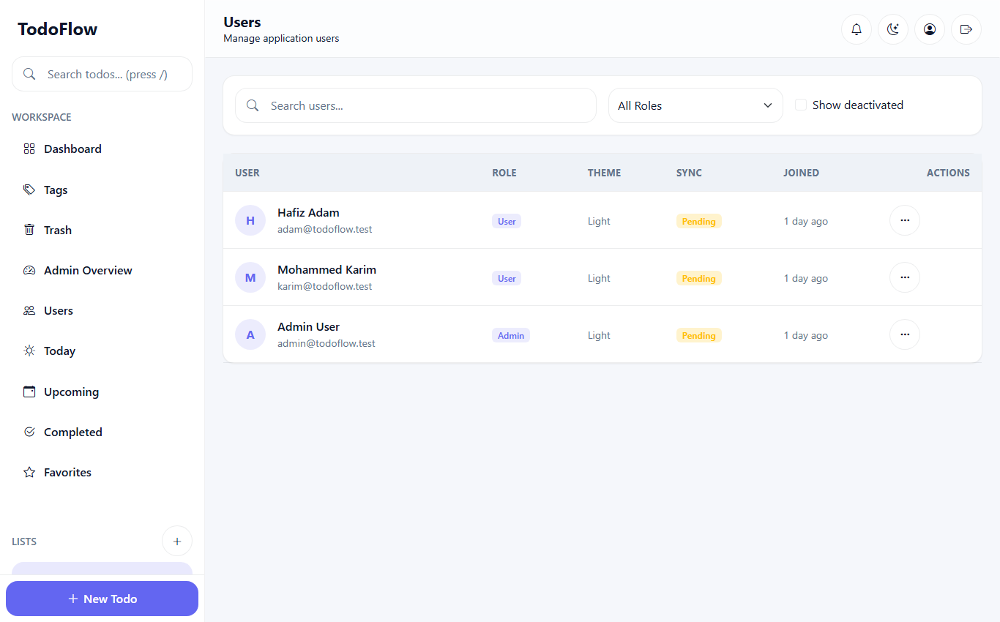 TodoFlow
Search todos... (press /)
WORKSPACE
Dashboard
Tags
Trash
Admin Overview
Users
Today
Upcoming
Completed
Favorites
LISTS
+
+ New Todo
Users
Manage application users
Search users...
All Roles
Show deactivated
USER ROLE THEME SYNC JOINED ACTIONS
H Hafiz Adam
adam@todoflow.test
User Light Pending 1 day ago ...
M Mohammed Karim
karim@todoflow.test
User Light Pending 1 day ago ...
A Admin User
admin@todoflow.test
Admin Light Pending 1 day ago ...